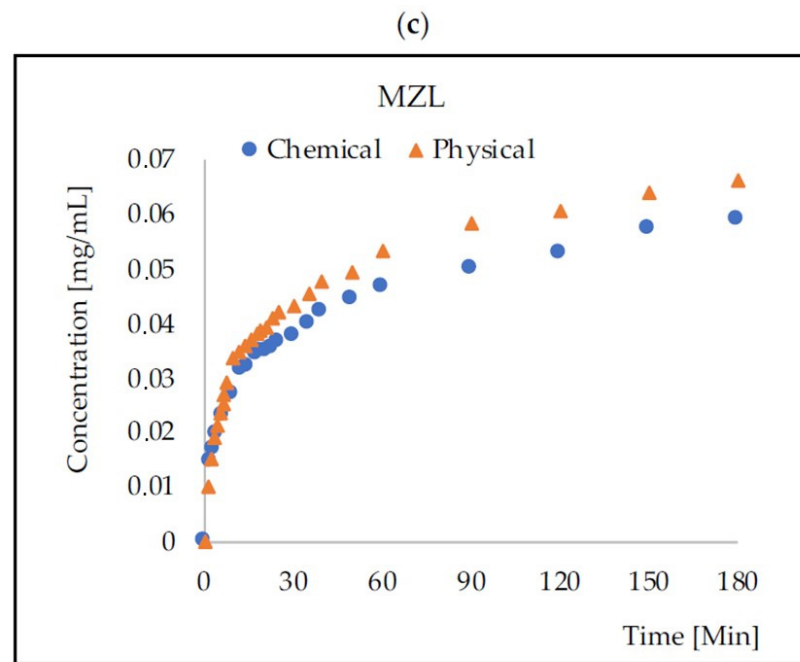 (c)
MZL
Chemical Physical
Concentration [mg/mL]
0.07
0.06
0.05
0.04
0.03
0.02
0.01
0
0 30 60 90 120 150 180
Time [Min]